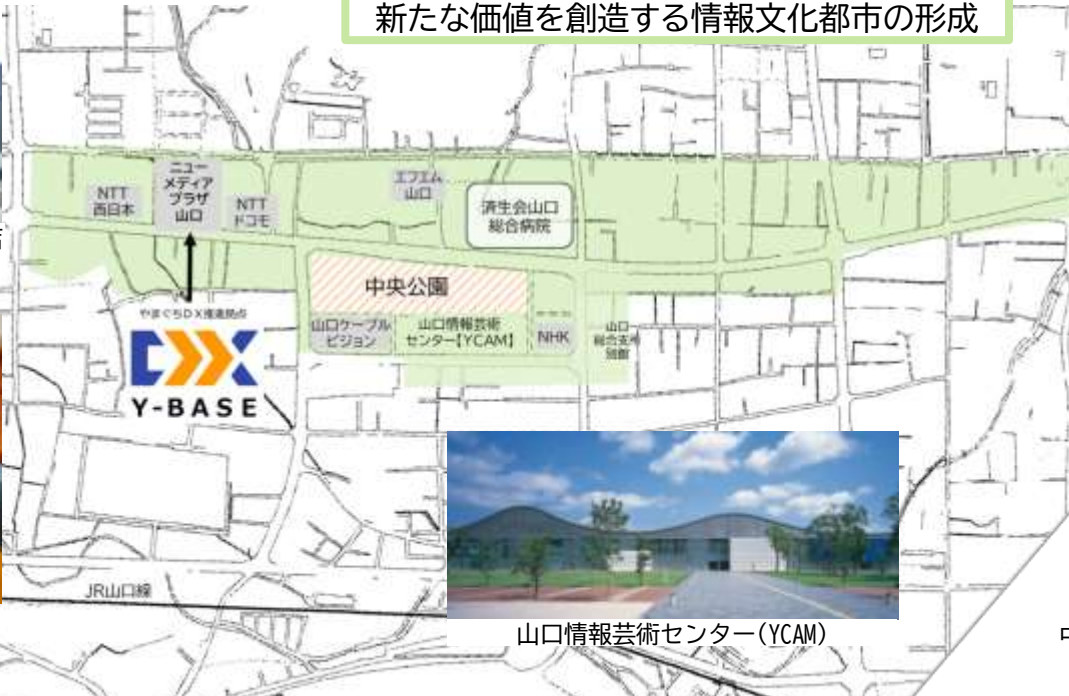 新たな価値を創造する情報文化都市の形成
NTT
西日本
ニュー
メディア
プラザ
山口
NTT
ドコモ
エフエム
山口
済生会山口
総合病院
中央公園
山口ケーブル
ビジョン
山口情報芸術
センター【YCAM】
NHK
山口
総合支所
別館
やまぐちDX推進拠点
Y-BASE
JR山口線
山口情報芸術センター(YCAM)